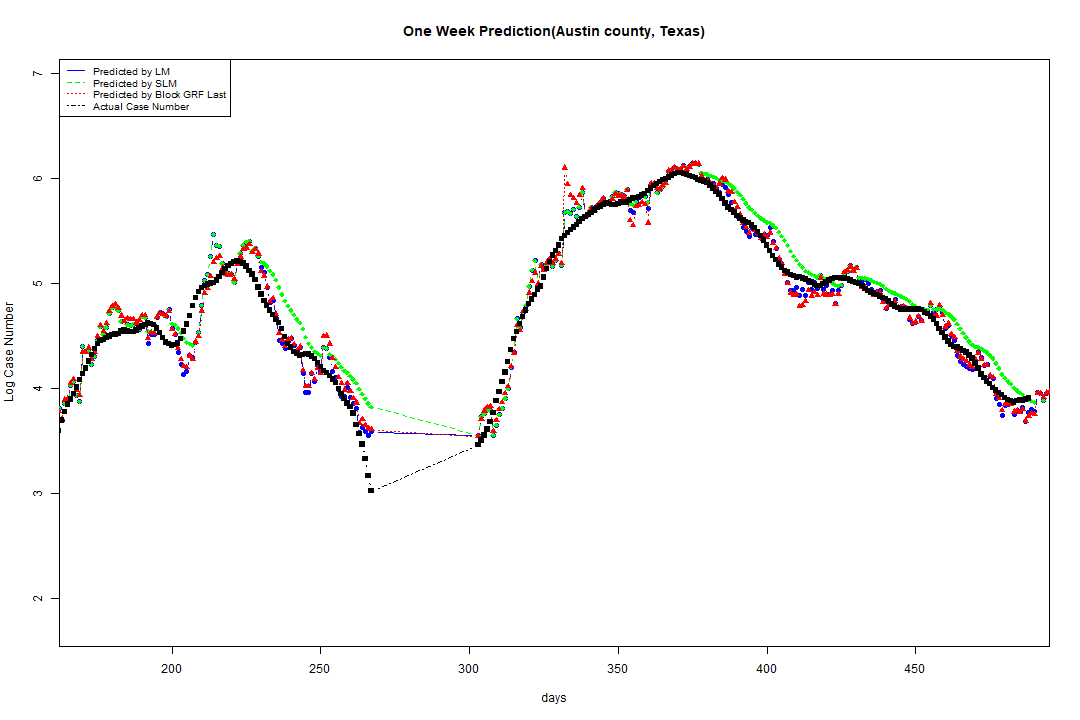 One Week Prediction(Austin county, Texas)
Predicted by LM
Predicted by SLM
Predicted by Block GRF Last
Actual Case Number
7
6
5
4
3
2
Log Case Number
200 250 300 350 400 450
days